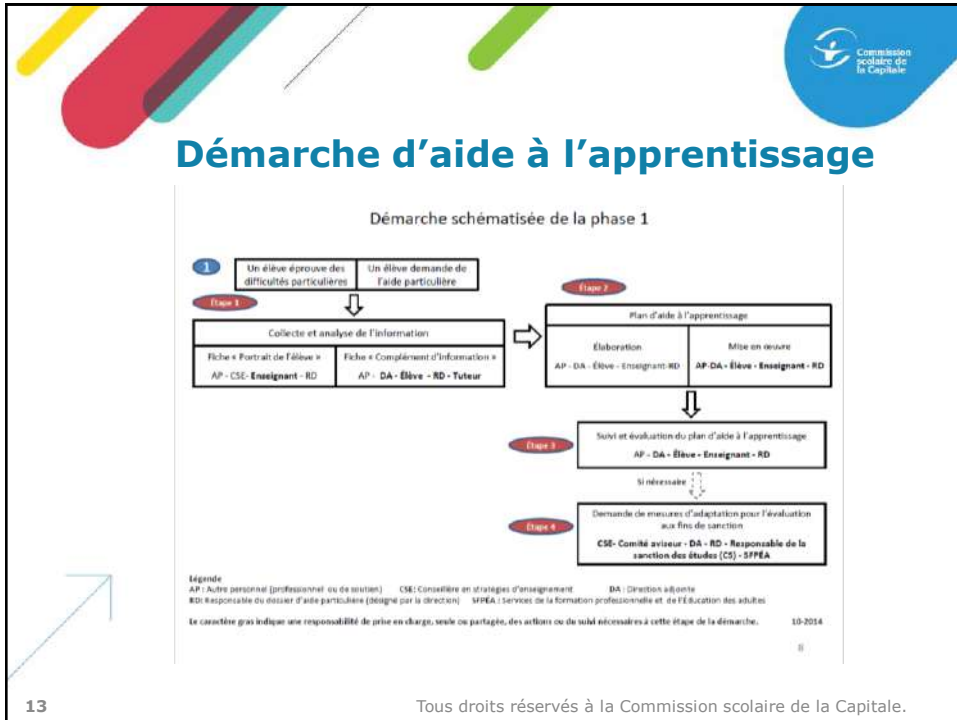 Commission
scolaire de
la Capitale
Démarche d'aide à l'apprentissage
Démarche schématisée de la phase 1
1
Un élève éprouve des
difficultés particulières
Un élève demande de
l'aide particulière
Étape 1
Collecte et analyse de l'information
Fiche « Portrait de l'élève »
AP - CSE- Enseignant - RD
Fiche « Complément d'information »
AP - DA - Élève - RD - Tuteur
Étape 2
Plan d'aide à l'apprentissage
Élaboration
AP - DA - Élève - Enseignant-RD
Mise en œuvre
AP-DA - Élève - Enseignant - RD
Étape 3
Suivi et évaluation du plan d'aide à l'apprentissage
AP - DA - Élève - Enseignant - RD
Si nécessaire
Étape 4
Demande de mesures d'adaptation pour l'évaluation
aux fins de sanction
CSE- Comité aviseur - DA - RD - Responsable de la
sanction des études (CS) - SFPÉA
Légende
AP : Autre personnel (professionnel ou de soutien) CSE: Conseillère en stratégies d'enseignement DA : Direction adjointe
RD: Responsable du dossier d'aide particulière (désigné par la direction) SFPÉA : Services de la formation professionnelle et de l'Éducation des adultes
Le caractère gras indique une responsabilité de prise en charge, seule ou partagée, des actions ou du suivi nécessaires à cette étape de la démarche. 10-2014
8
13
Tous droits réservés à la Commission scolaire de la Capitale.